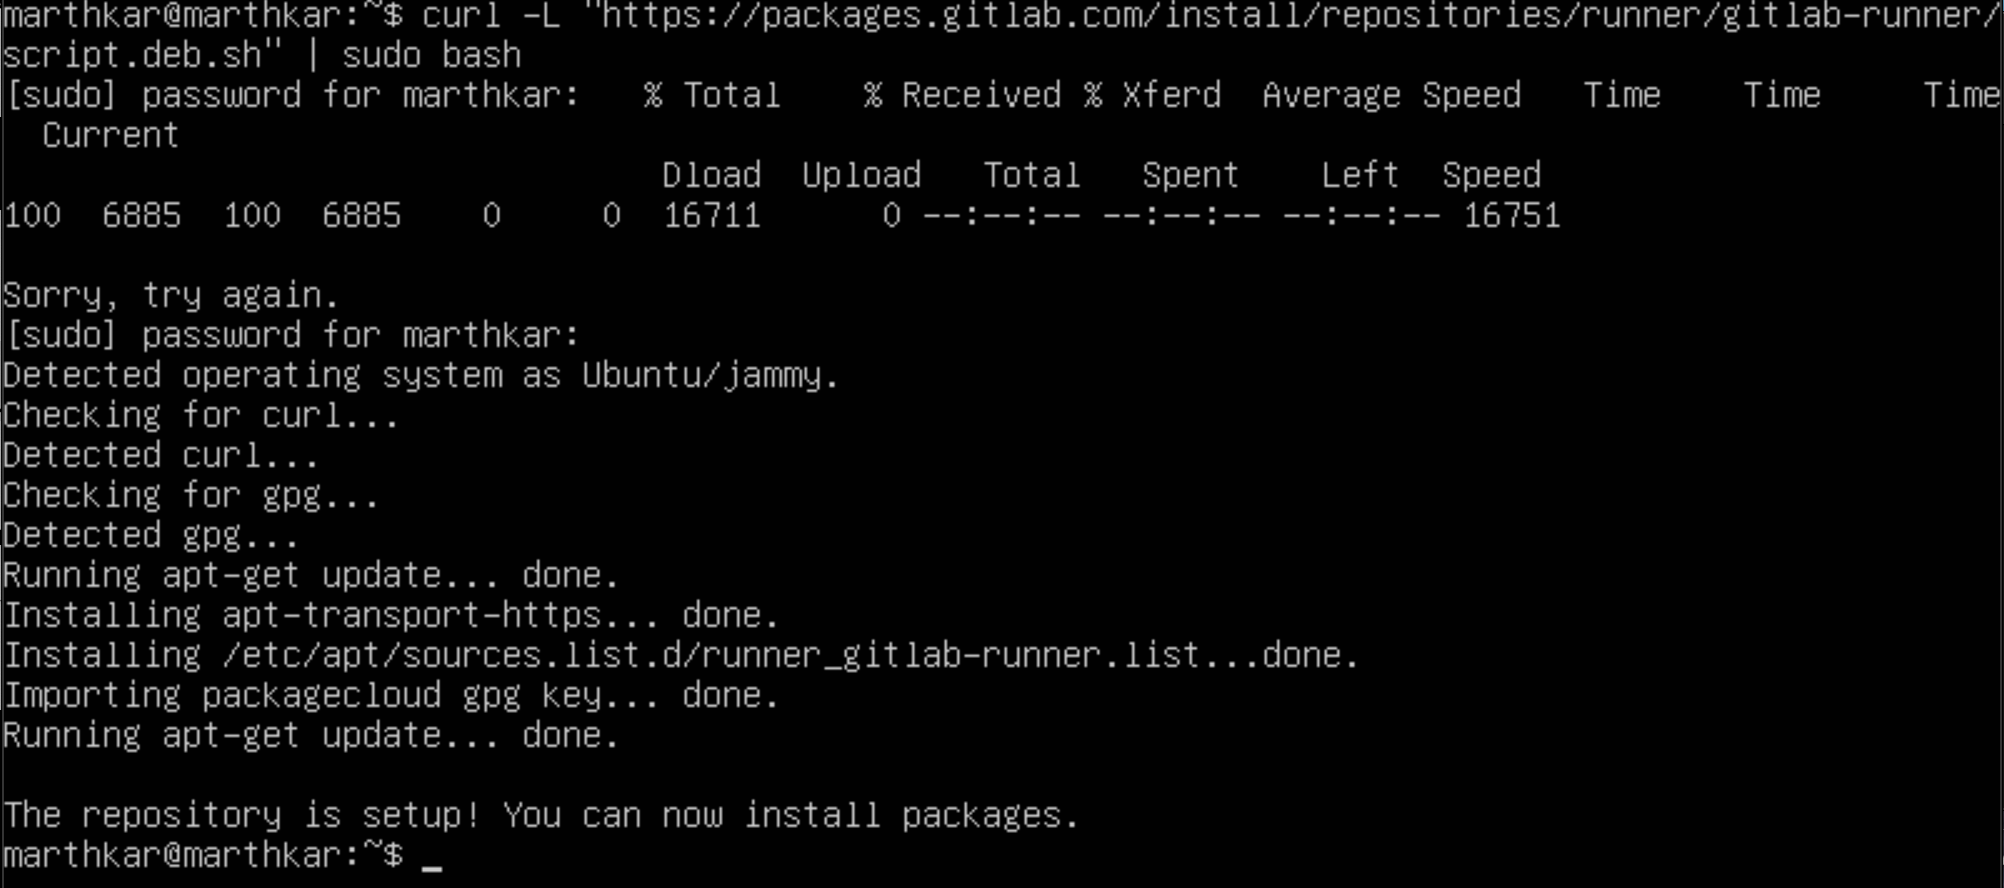 marthkar@marthkar:~$ curl -L "https://packages.gitlab.com/install/repositories/runner/gitlab-runner/
script.deb.sh" | sudo bash
[sudo] password for marthkar:   % Total    % Received % Xferd  Average Speed   Time    Time     Time
  Current
                                 Dload  Upload   Total   Spent    Left  Speed
100  6885  100  6885    0     0  16711      0 --:--:-- --:--:-- --:--:-- 16751

Sorry, try again.
[sudo] password for marthkar:
Detected operating system as Ubuntu/jammy.
Checking for curl...
Detected curl...
Checking for gpg...
Detected gpg...
Running apt-get update... done.
Installing apt-transport-https... done.
Installing /etc/apt/sources.list.d/runner_gitlab-runner.list...done.
Importing packagecloud gpg key... done.
Running apt-get update... done.

The repository is setup! You can now install packages.
marthkar@marthkar:~$ _